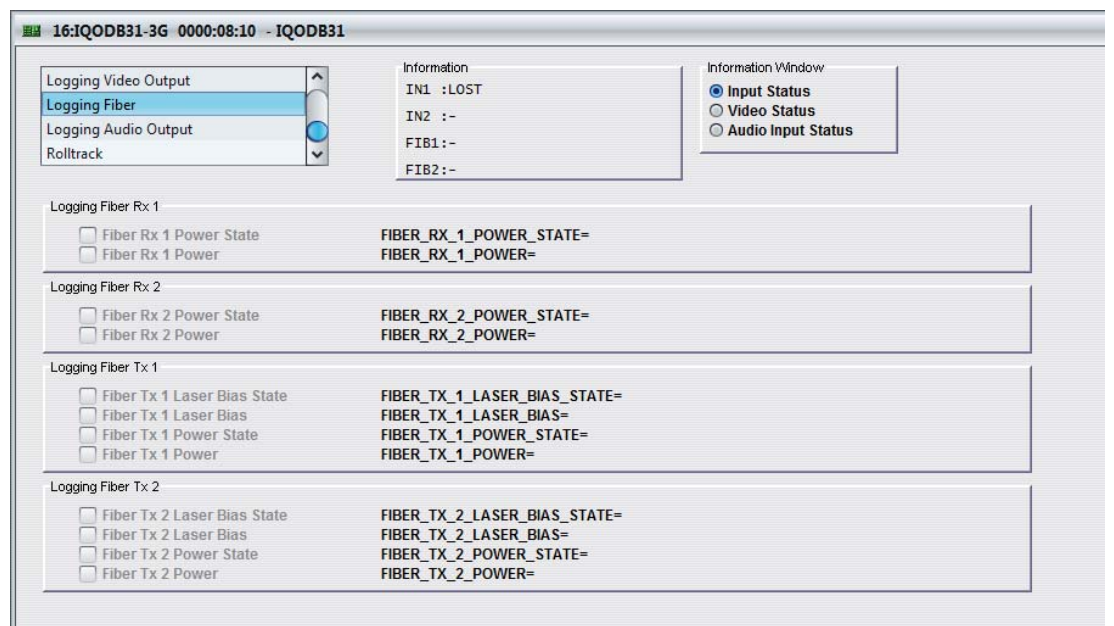 16:IQODB31-3G 0000:08:10 - IQODB31
Logging Video Output
Logging Fiber
Logging Audio Output
Rolltrack
Information
IN1 :LOST
IN2 :-
FIB1:-
FIB2:-
Information Window
Input Status
Video Status
Audio Input Status
Logging Fiber Rx 1
Fiber Rx 1 Power State FIBER_RX_1_POWER_STATE=
Fiber Rx 1 Power FIBER_RX_1_POWER=
Logging Fiber Rx 2
Fiber Rx 2 Power State FIBER_RX_2_POWER_STATE=
Fiber Rx 2 Power FIBER_RX_2_POWER=
Logging Fiber Tx 1
Fiber Tx 1 Laser Bias State FIBER_TX_1_LASER_BIAS_STATE=
Fiber Tx 1 Laser Bias FIBER_TX_1_LASER_BIAS=
Fiber Tx 1 Power State FIBER_TX_1_POWER_STATE=
Fiber Tx 1 Power FIBER_TX_1_POWER=
Logging Fiber Tx 2
Fiber Tx 2 Laser Bias State FIBER_TX_2_LASER_BIAS_STATE=
Fiber Tx 2 Laser Bias FIBER_TX_2_LASER_BIAS=
Fiber Tx 2 Power State FIBER_TX_2_POWER_STATE=
Fiber Tx 2 Power FIBER_TX_2_POWER=